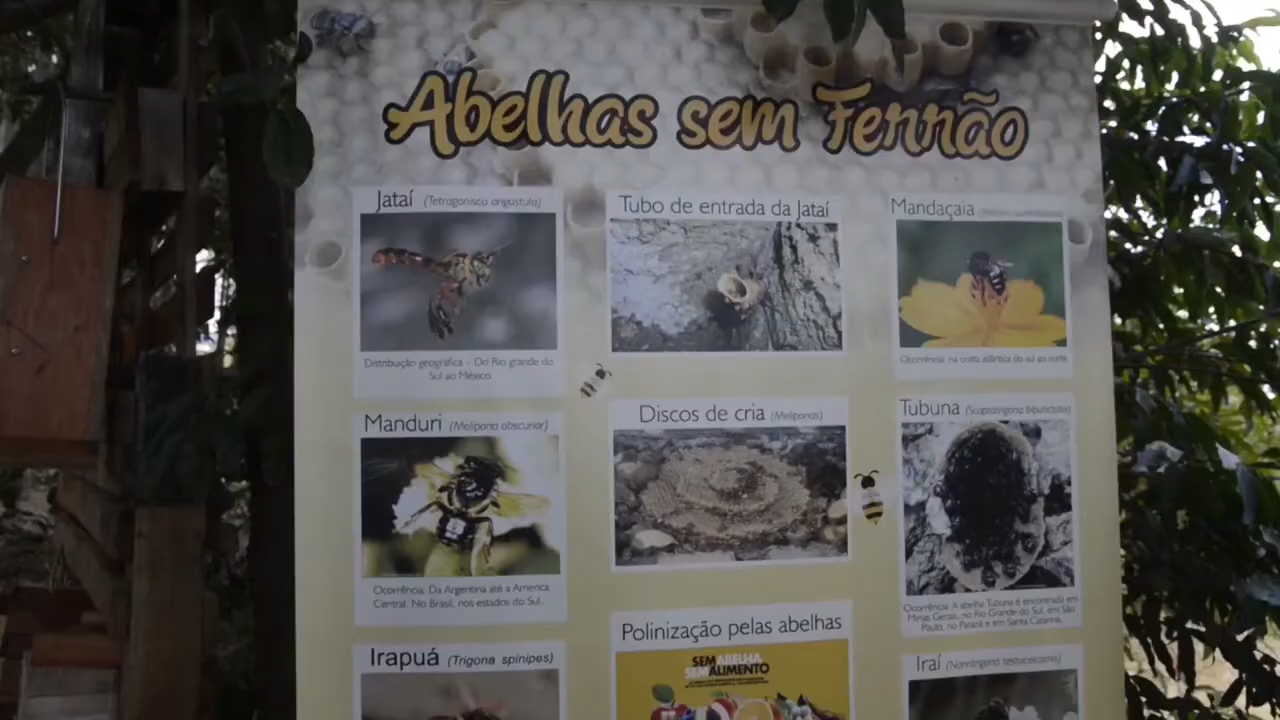 Abelhas sem Ferrão
Jataí (Tetragonisca angustula)
Distribuição geográfica - Do Rio grande do
Sul ao México
Tubo de entrada da Jataí
Mandaçaia
Ocorrência: na costa atlântica do sul ao norte
Manduri (Melipona obscurior)
Ocorrência: Da Argentina até a America
Central. No Brasil, nos estados do Sul.
Discos de cria (Meliponas)
Tubuna (Scaptotrigona bipunctata)
Ocorrência: A abelha Tubuna é encontrada em
Minas Gerais, no Rio Grande do Sul, em São
Paulo, no Paraná e em Santa Catarina.
Irapuá (Trigona spinipes)
Polinização pelas abelhas
SEM ABELHA,
SEM ALIMENTO
Iraí (Nanntrigona testaceicornis)